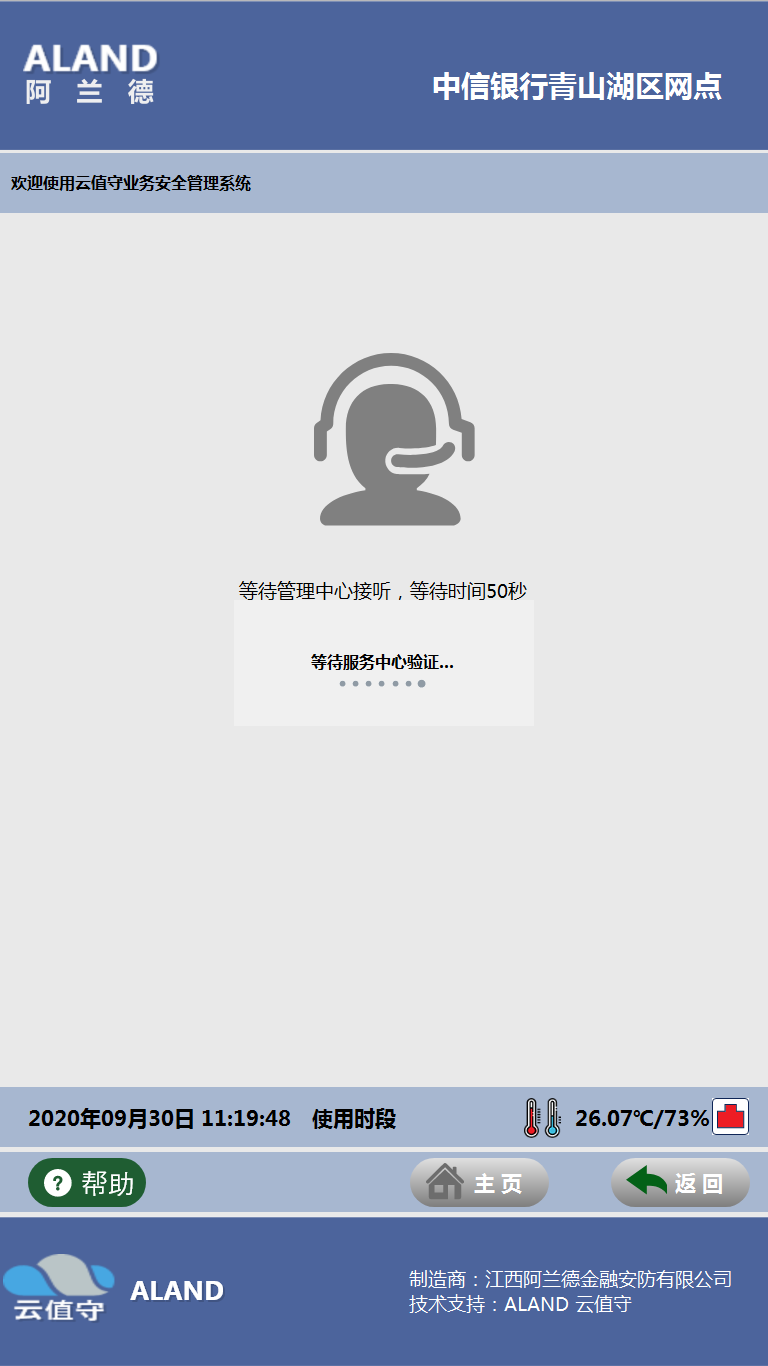 ALAND
阿兰德
中信银行青山湖区网点
欢迎使用云值守业务安全管理系统
等待管理中心接听，等待时间50秒
等待服务中心验证...
2020年09月30日 11:19:48 使用时段
26.07℃/73%
? 帮助
主页
返回
云值守
ALAND
制造商：江西阿兰德金融安防有限公司
技术支持：ALAND 云值守